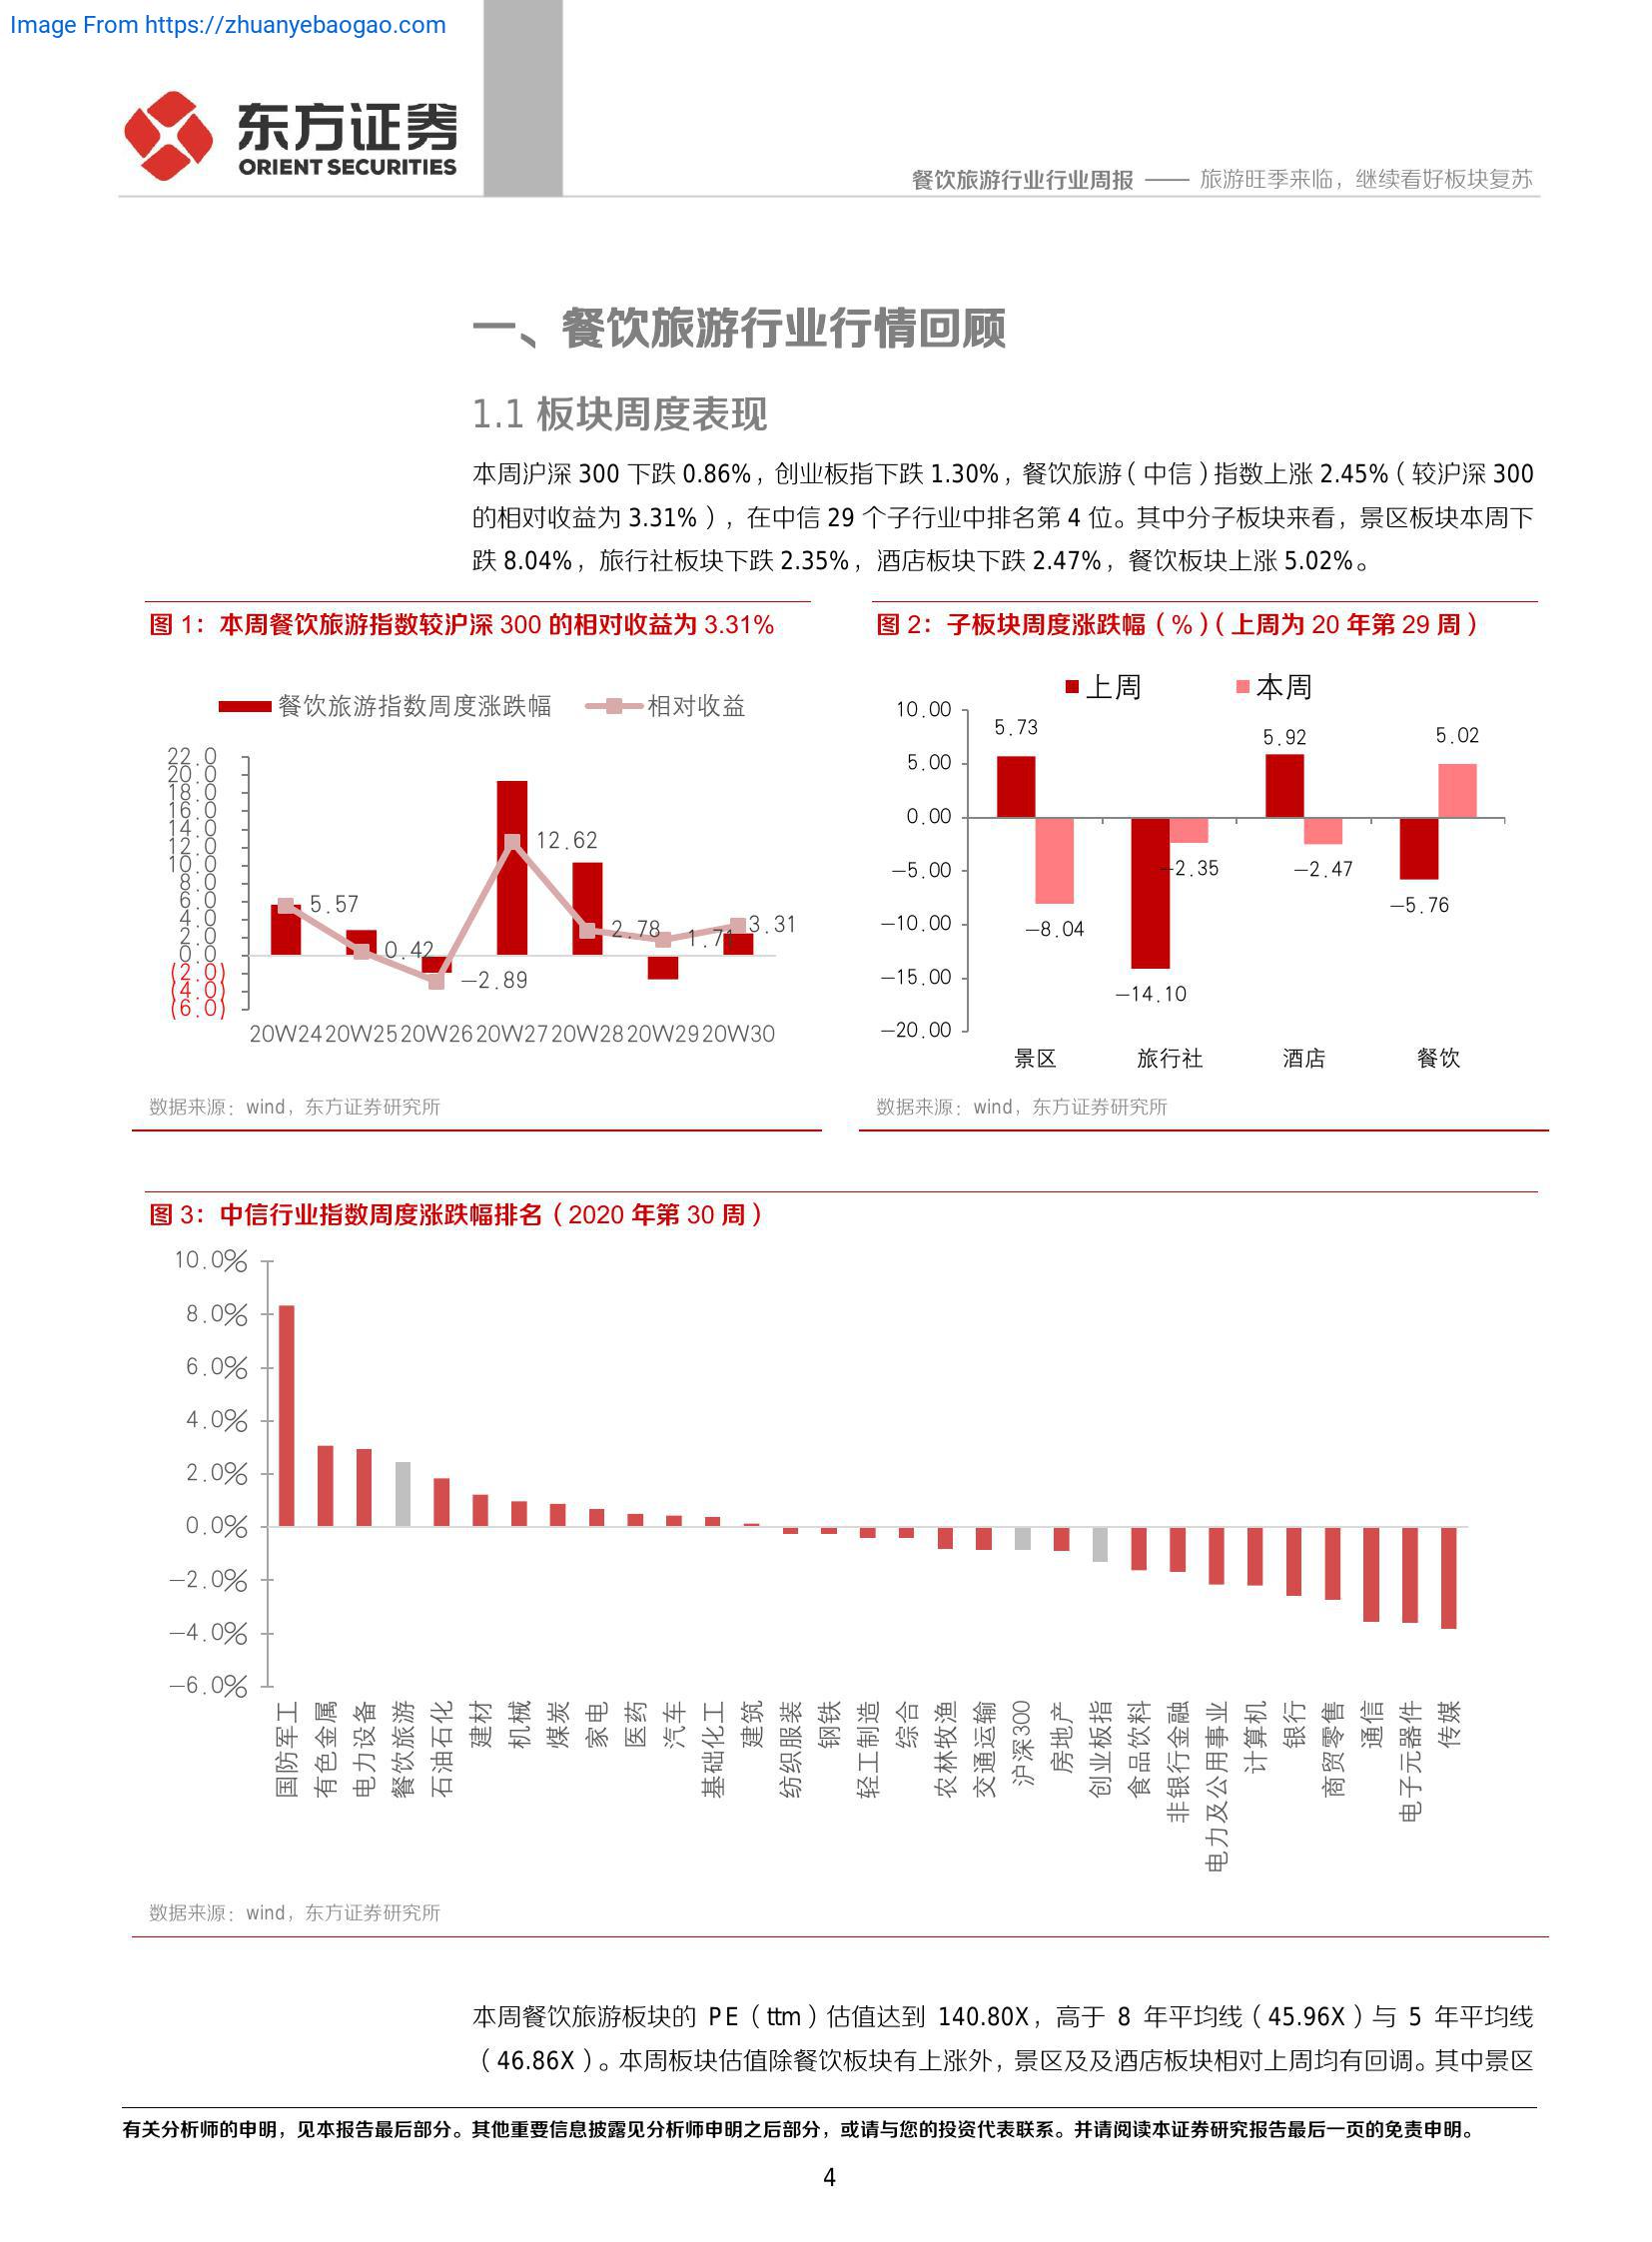 Image From https://zhuanyebaogao.com
东方证券
ORIENT SECURITIES
餐饮旅游行业行业周报 —— 旅游旺季来临，继续看好板块复苏
一、餐饮旅游行业行情回顾
1.1 板块周度表现
本周沪深 300 下跌 0.86%，创业板指下跌 1.30%，餐饮旅游（中信）指数上涨 2.45%（较沪深 300
的相对收益为 3.31%），在中信 29 个子行业中排名第 4 位。其中分子板块来看，景区板块本周下
跌 8.04%，旅行社板块下跌 2.35%，酒店板块下跌 2.47%，餐饮板块上涨 5.02%。
图 1：本周餐饮旅游指数较沪深 300 的相对收益为 3.31%
餐饮旅游指数周度涨跌幅 相对收益
22.0
20.0
18.0
16.0
14.0
12.0
10.0
8.0
6.0
4.0
2.0
0.0
(2.0)
(4.0)
(6.0)
5.57
0.42
−2.89
12.62
2.78
1.71
3.31
20W24 20W25 20W26 20W27 20W28 20W29 20W30
数据来源：wind，东方证券研究所
图 2：子板块周度涨跌幅（%）（上周为 20 年第 29 周）
上周 本周
10.00
5.00
0.00
−5.00
−10.00
−15.00
−20.00
5.73
−8.04
−14.10
−2.35
5.92
−2.47
−5.76
5.02
景区 旅行社 酒店 餐饮
数据来源：wind，东方证券研究所
图 3：中信行业指数周度涨跌幅排名（2020 年第 30 周）
10.0%
8.0%
6.0%
4.0%
2.0%
0.0%
−2.0%
−4.0%
−6.0%
国防军工
有色金属
电力设备
餐饮旅游
石油石化
建材
机械
煤炭
家电
医药
汽车
基础化工
建筑
纺织服装
钢铁
轻工制造
综合
农林牧渔
交通运输
沪深300
房地产
创业板指
食品饮料
非银行金融
电力及公用事业
计算机
银行
商贸零售
通信
电子元器件
传媒
数据来源：wind，东方证券研究所
本周餐饮旅游板块的 PE（ttm）估值达到 140.80X，高于 8 年平均线（45.96X）与 5 年平均线
（46.86X）。本周板块估值除餐饮板块有上涨外，景区及及酒店板块相对上周均有回调。其中景区
有关分析师的申明，见本报告最后部分。其他重要信息披露见分析师申明之后部分，或请与您的投资代表联系。并请阅读本证券研究报告最后一页的免责申明。
4